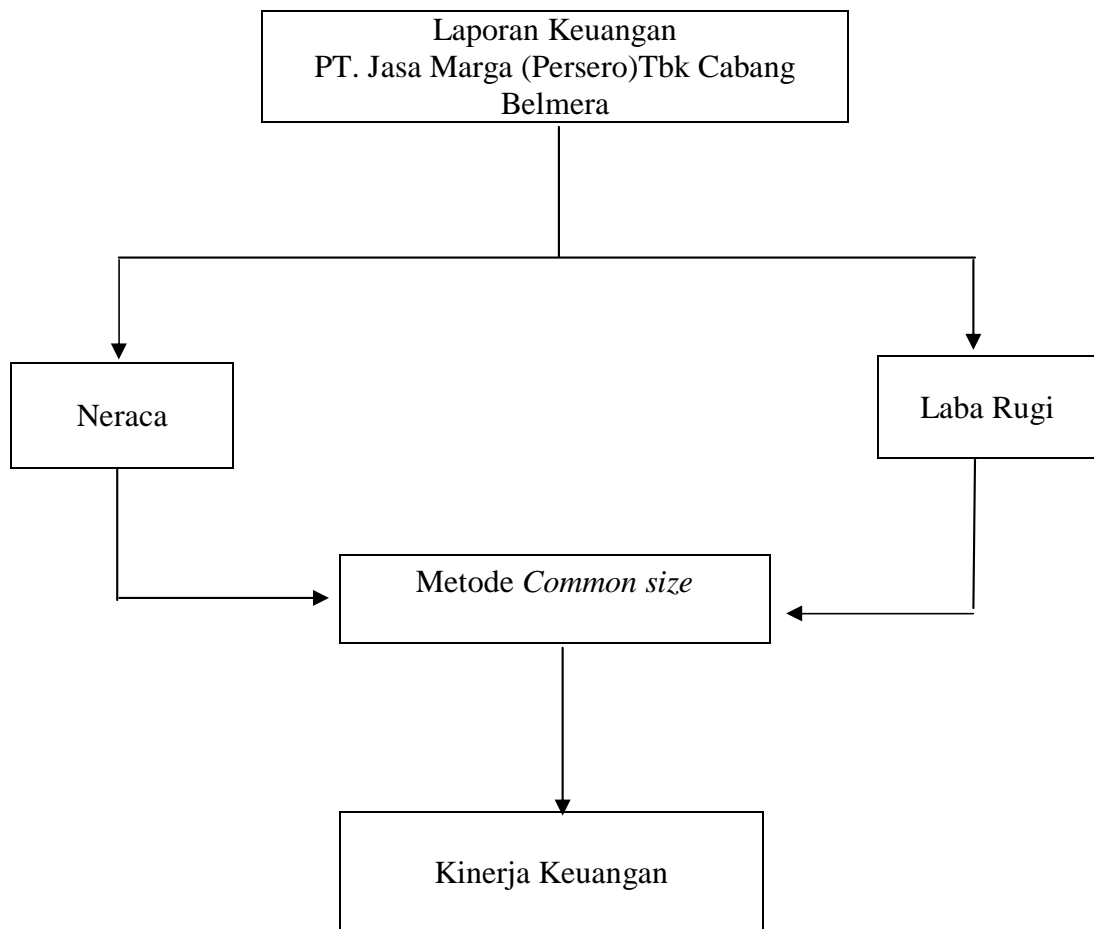 Laporan Keuangan
PT. Jasa Marga (Persero)Tbk Cabang
Belmera
Neraca
Laba Rugi
Metode Common size
Kinerja Keuangan